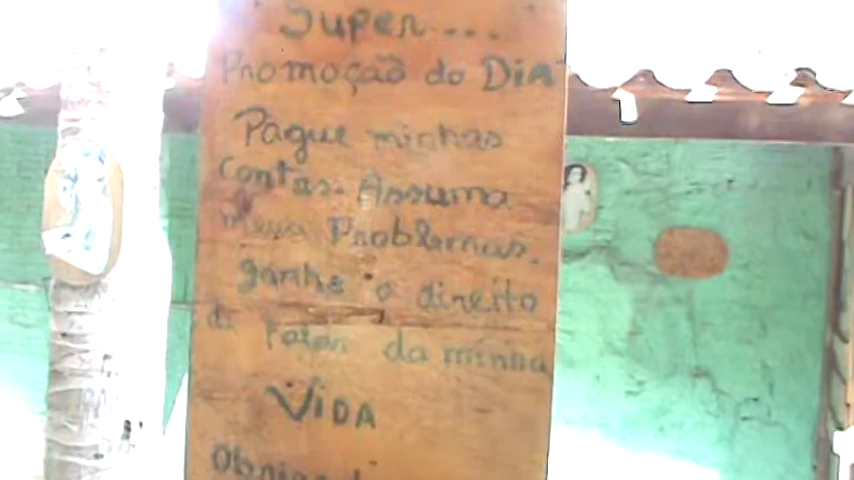 Super...
Promoção do Dia
Pague minhas
contas. Assuma
meus Problemas.
ganhe o direito
de falar da minha
VIDA